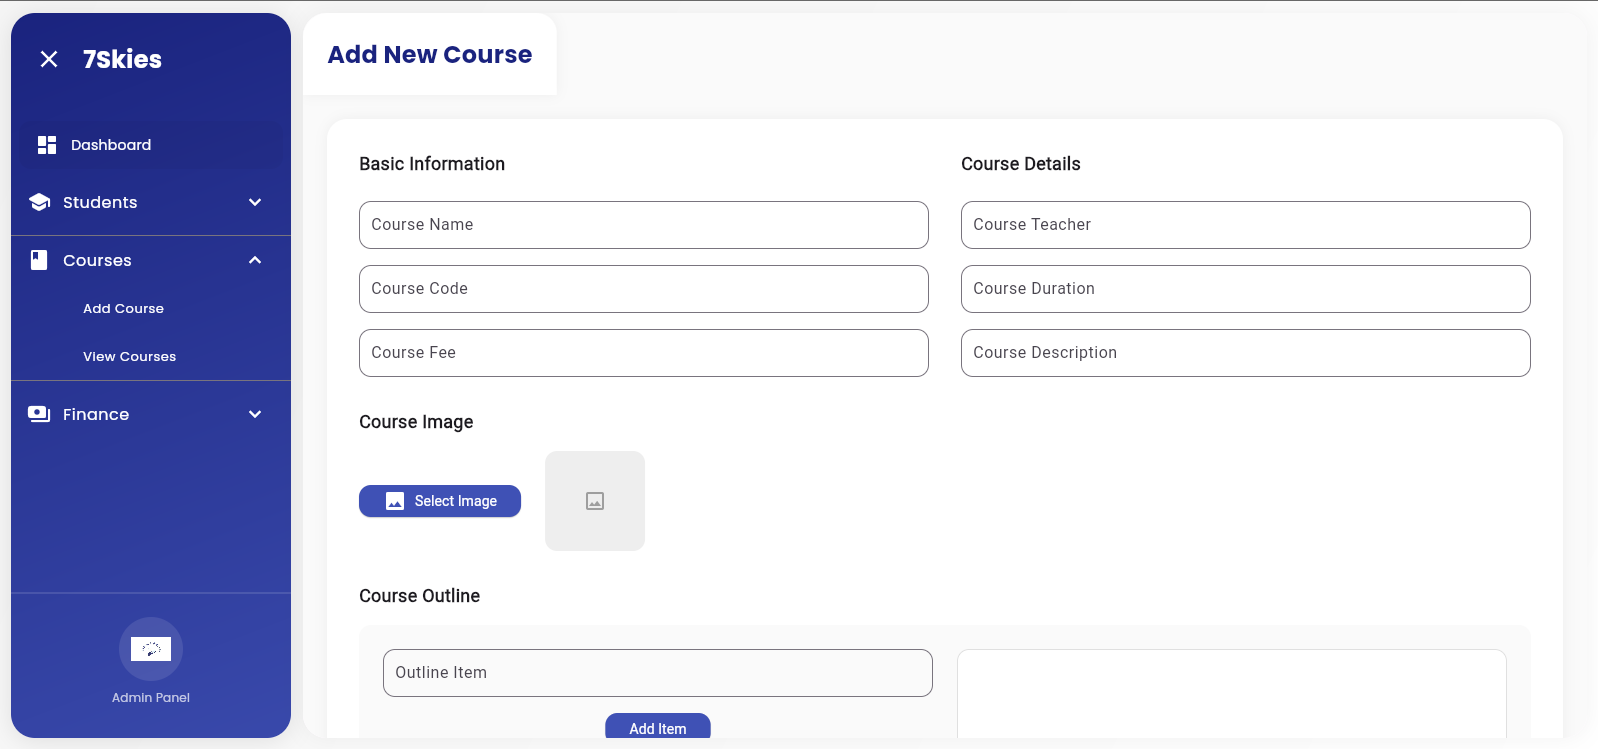 7Skies
Dashboard
Students
Courses
Add Course
View Courses
Finance
Admin Panel
Add New Course
Basic Information
Course Name
Course Code
Course Fee
Course Details
Course Teacher
Course Duration
Course Description
Course Image
Select Image
Course Outline
Outline Item
Add Item